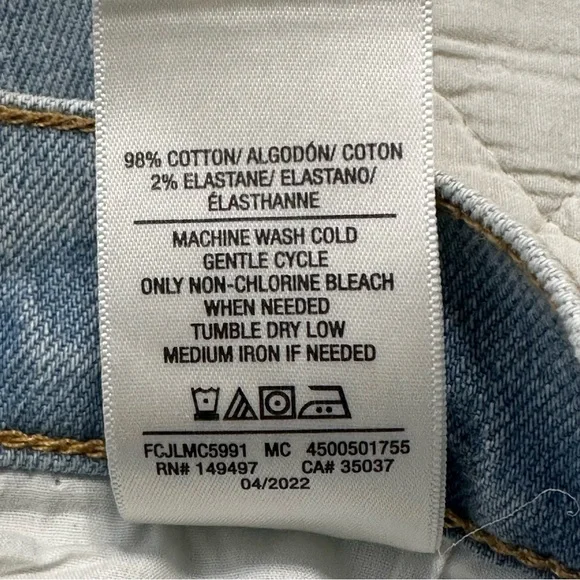 98% COTTON/ ALGODÓN/ COTON
2% ELASTANE/ ELASTANO/
ÉLASTHANNE
MACHINE WASH COLD
GENTLE CYCLE
ONLY NON-CHLORINE BLEACH
WHEN NEEDED
TUMBLE DRY LOW
MEDIUM IRON IF NEEDED
FCJLMC5991 MC 4500501755
RN# 149497 CA# 35037
04/2022